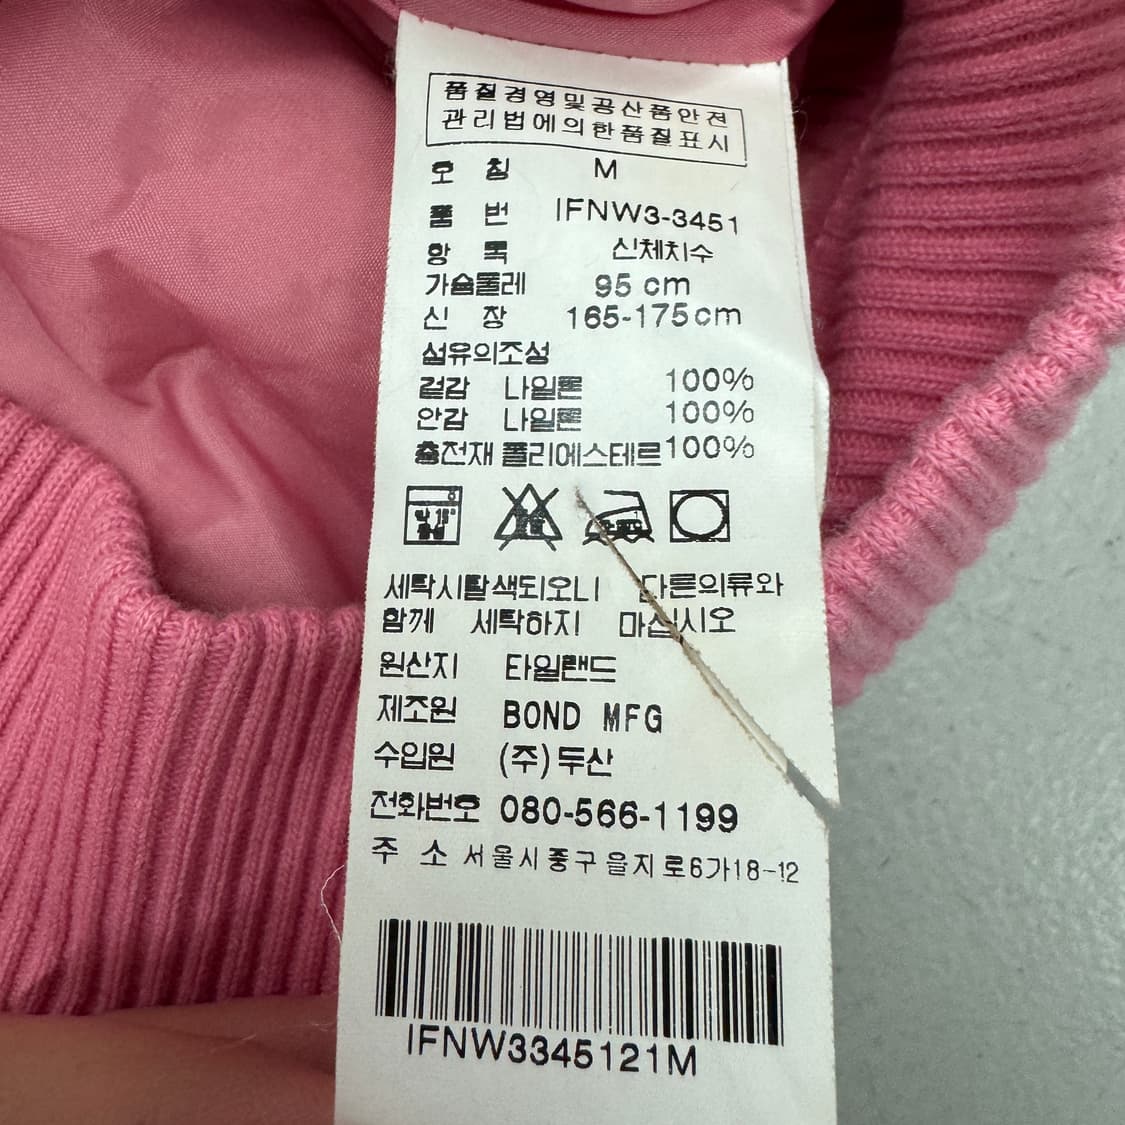 품질경영및공산품안전
관리법에의한품질표시
호 칭 M
품 번 IFNW3-3451
항 목 신체치수
가슴둘레 95 cm
신 장 165-175cm
섬유의조성
겉감 나일론 100%
안감 나일론 100%
충전재 폴리에스테르 100%
세탁시탈색되오니 다른의류와
함께 세탁하지 마십시오
원산지 타일랜드
제조원 BOND MFG
수입원 (주)두산
전화번호 080-566-1199
주 소 서울시중구을지로6가18-12
IFNW3345121M